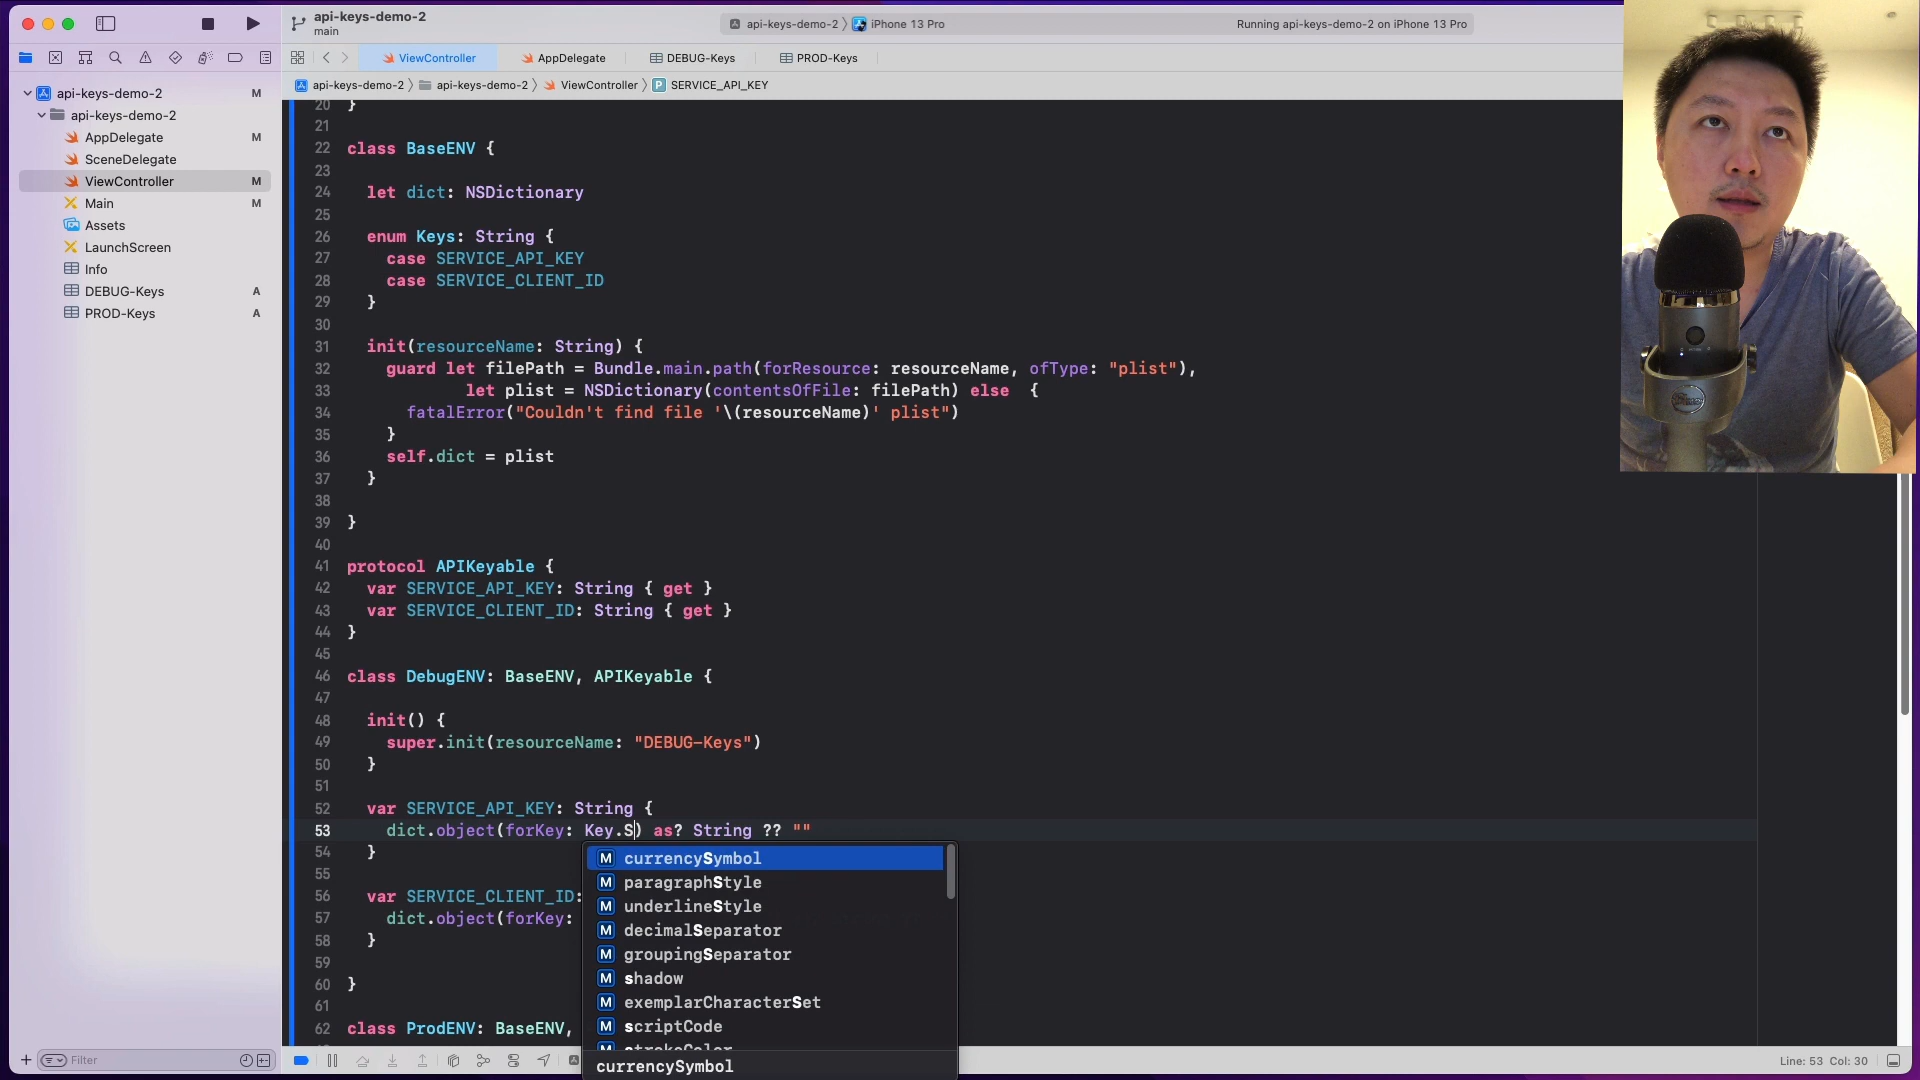 api-keys-demo-2
main
api-keys-demo-2 〉 iPhone 13 Pro
Running api-keys-demo-2 on iPhone 13 Pro
ViewController
AppDelegate
DEBUG-Keys
PROD-Keys
api-keys-demo-2 〉 api-keys-demo-2 〉 ViewController 〉 P SERVICE_API_KEY
api-keys-demo-2 M
api-keys-demo-2
AppDelegate M
SceneDelegate
ViewController M
Main M
Assets
LaunchScreen
Info
DEBUG-Keys A
PROD-Keys A
20 }
21
22 class BaseENV {
23
24 let dict: NSDictionary
25
26 enum Keys: String {
27 case SERVICE_API_KEY
28 case SERVICE_CLIENT_ID
29 }
30
31 init(resourceName: String) {
32 guard let filePath = Bundle.main.path(forResource: resourceName, ofType: "plist"),
33 let plist = NSDictionary(contentsOfFile: filePath) else {
34 fatalError("Couldn't find file '\(resourceName)' plist")
35 }
36 self.dict = plist
37 }
38
39 }
40
41 protocol APIKeyable {
42 var SERVICE_API_KEY: String { get }
43 var SERVICE_CLIENT_ID: String { get }
44 }
45
46 class DebugENV: BaseENV, APIKeyable {
47
48 init() {
49 super.init(resourceName: "DEBUG-Keys")
50 }
51
52 var SERVICE_API_KEY: String {
53 dict.object(forKey: Key.S) as? String ?? ""
54 }
55
56 var SERVICE_CLIENT_ID:
57 dict.object(forKey:
58 }
59
60 }
61
62 class ProdENV: BaseENV,
M currencySymbol
M paragraphStyle
M underlineStyle
M decimalSeparator
M groupingSeparator
M shadow
M exemplarCharacterSet
M scriptCode
M strokeColor
currencySymbol
Filter
Line: 53 Col: 30